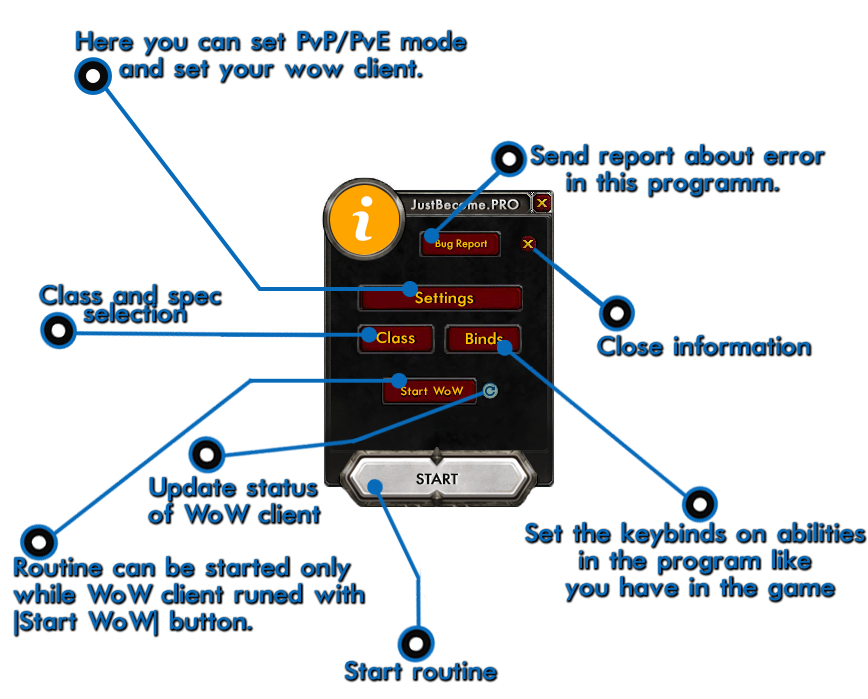 Here you can set PvP/PvE mode
and set your wow client.
Send report about error
in this programm.
JustBecome.PRO
i
Bug Report
Settings
Class and spec
selection
Class
Binds
Close information
Start WoW
START
Update status
of WoW client
Set the keybinds on abilities
in the program like
you have in the game
Routine can be started only
while WoW client runed with
|Start WoW| button.
Start routine